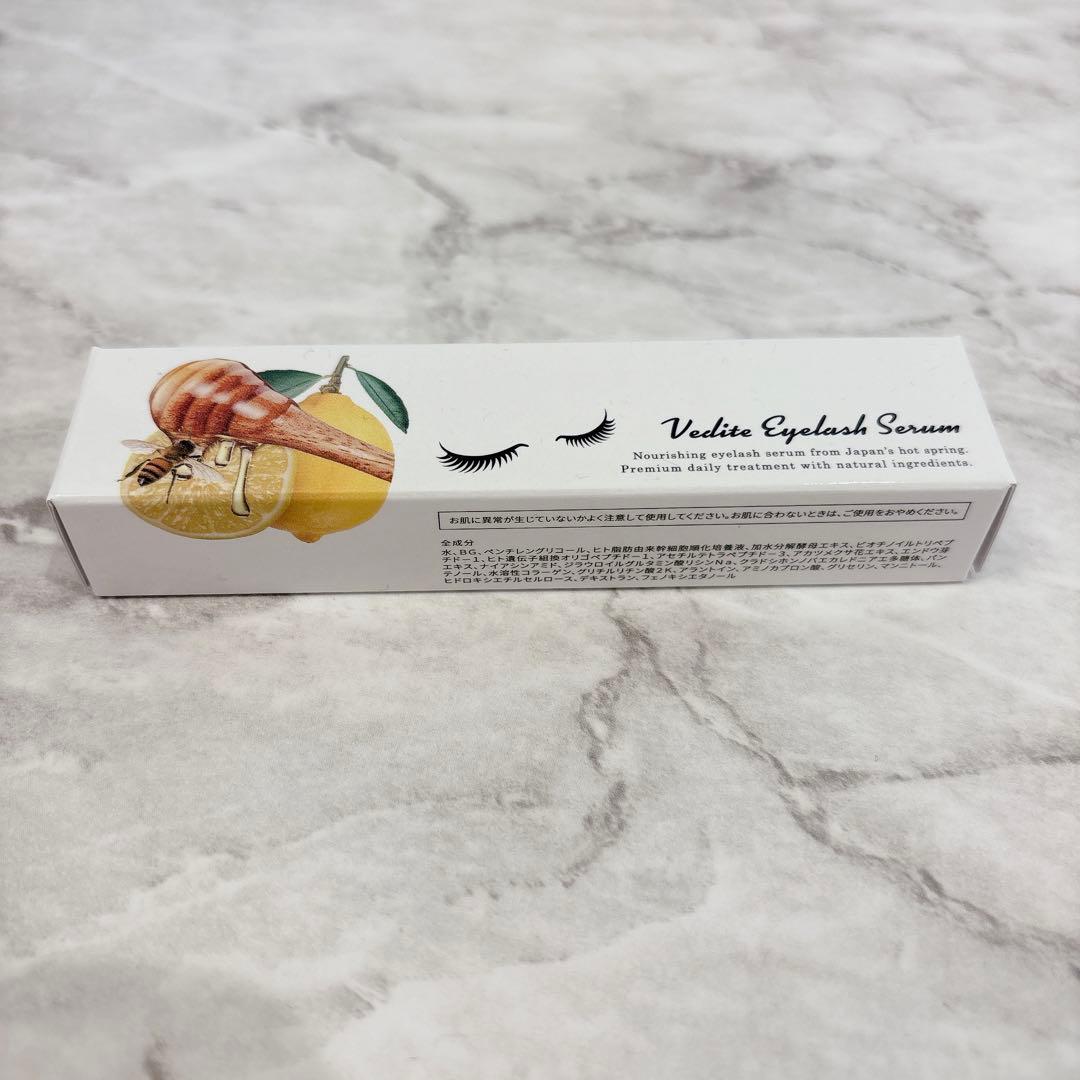 Vedite Eyelash Serum
Nourishing eyelash serum from Japan's hot spring.
Premium daily treatment with natural ingredients.
お肌に異常が生じていないかよく注意して使用してください。お肌に合わないときは、ご使用をおやめください。
全成分
水、BG、ペンチレングリコール、ヒト脂肪由来幹細胞順化培養液、加水分解酵母エキス、ビオチノイルトリペプ
チド－1、ヒト遺伝子組換オリゴペプチド－1、アセチルテトラペプチド－3、アカツメクサ花エキス、エンドウ芽
エキス、ナイアシンアミド、ジラウロイルグルタミン酸リシンNa、クラドシホンノバエカレドニアエ多糖体、パン
テノール、水溶性コラーゲン、グリチルリチン酸2K、アラントイン、アミノカプロン酸、グリセリン、マンニトール、
ヒドロキシエチルセルロース、デキストラン、フェノキシエタノール